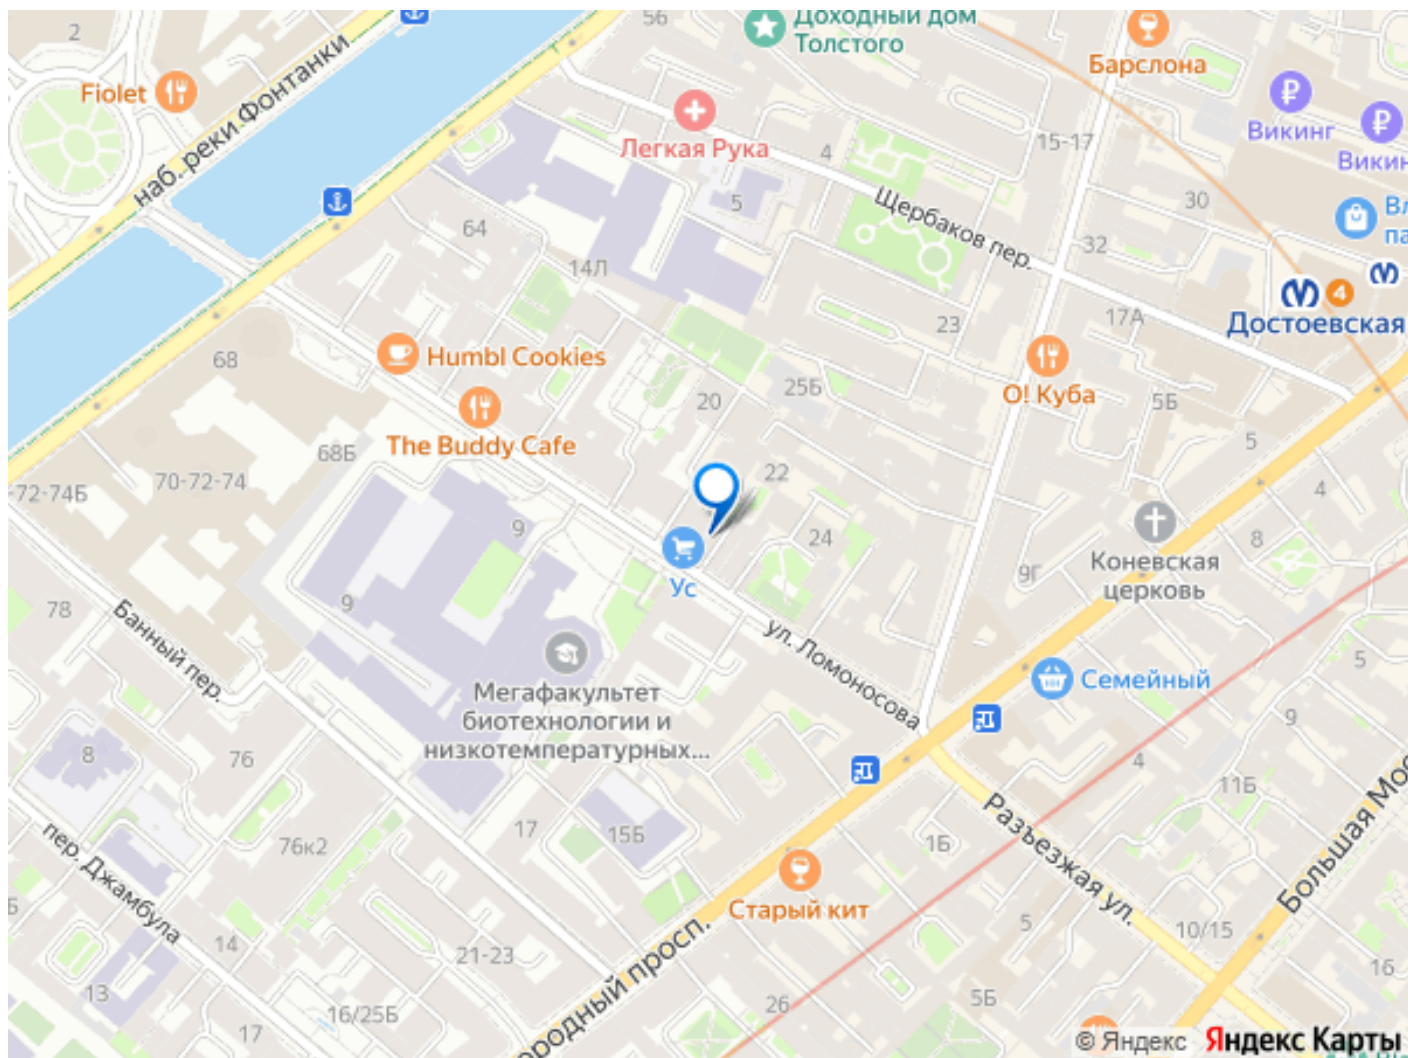 2
56
Доходный дом
Толстого
Барслона
Fiolet
наб. реки Фонтанки
Викинг
15-17
Легкая Рука
4
5
30
Щербаков пер.
32
64
14Л
17А
4
Достоевская
23
68
Humbl Cookies
О! Куба
25Б
20
5Б
The Buddy Cafe
5
68Б
70-72-74
72-74Б
22
4
9
24
8
Коневская
церковь
9Г
Ус
9
78
Банный пер.
ул. Ломоносова
Семейный
5
Мегафакультет
биотехнологии и
низкотемпературных...
9
8
76
4
11Б
Разъезжая ул.
17
15Б
76к2
1Б
Большая Мос
пер. Джамбула
Старый кит
14
21-23
ородный просп.
5
10/15
16
13
16/25Б
17
26
5Б
© Яндекс Яндекс Карты